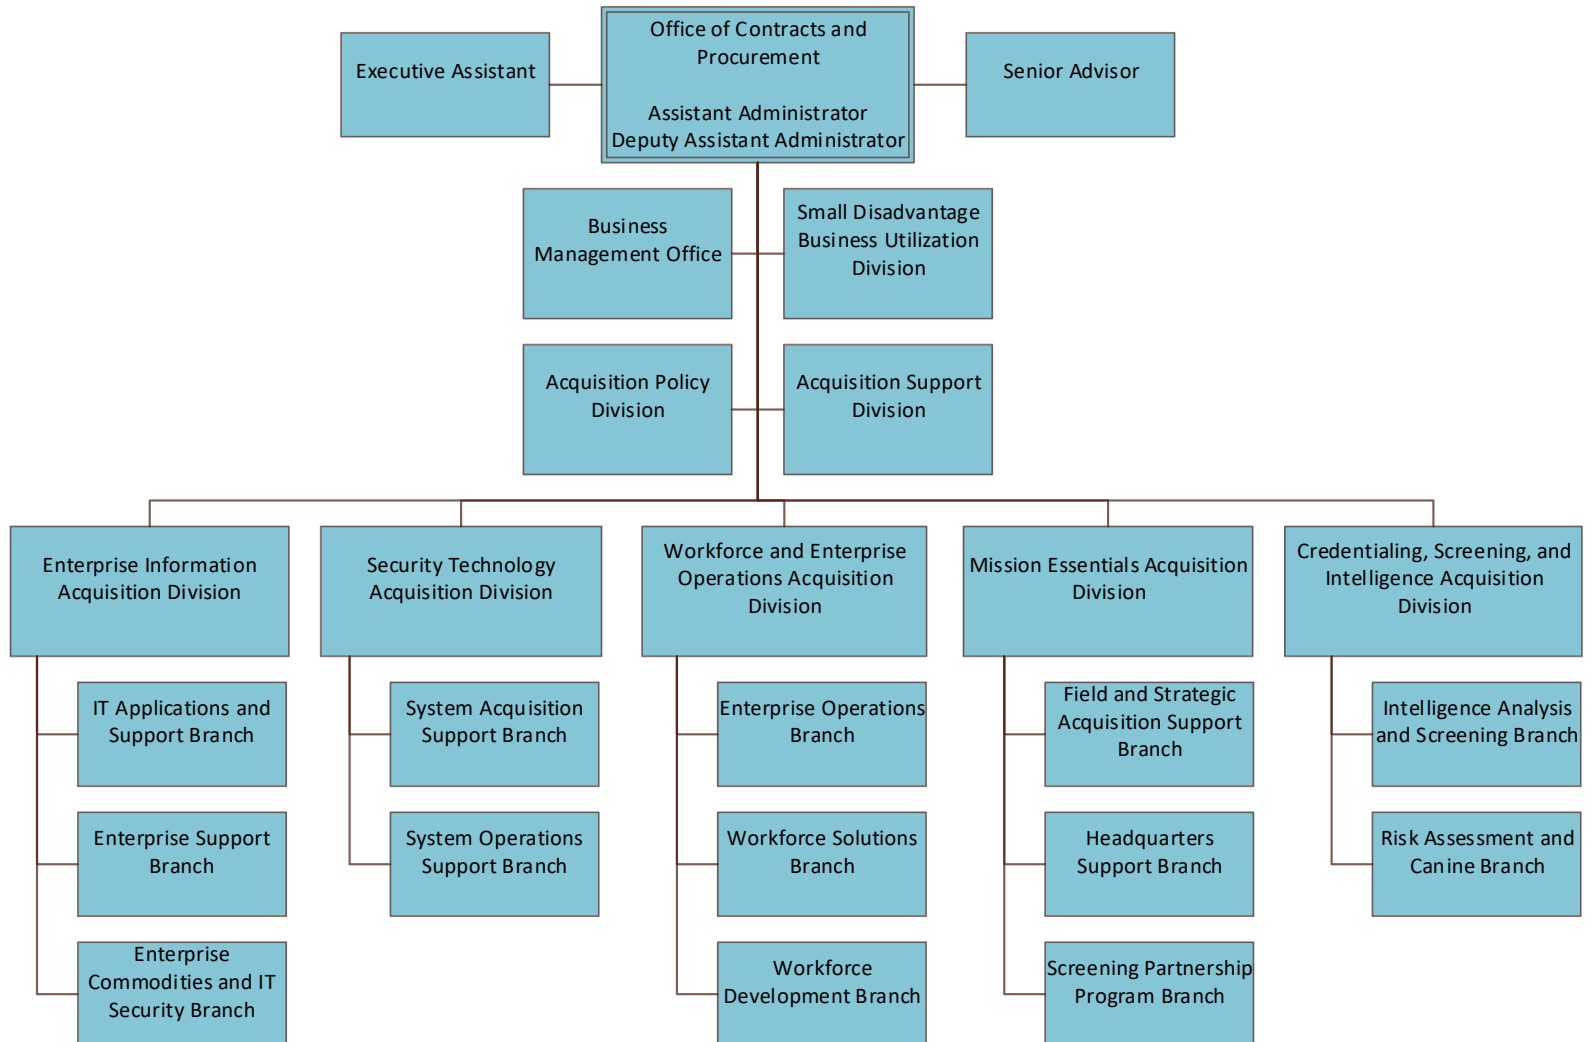 Office of Contracts and
Procurement
Assistant Administrator
Deputy Assistant Administrator
Executive Assistant
Senior Advisor
Business
Management Office
Small Disadvantage
Business Utilization
Division
Acquisition Policy
Division
Acquisition Support
Division
Enterprise Information
Acquisition Division
Security Technology
Acquisition Division
Workforce and Enterprise
Operations Acquisition
Division
Mission Essentials Acquisition
Division
Credentialing, Screening, and
Intelligence Acquisition
Division
IT Applications and
Support Branch
Enterprise Support
Branch
Enterprise
Commodities and IT
Security Branch
System Acquisition
Support Branch
System Operations
Support Branch
Enterprise Operations
Branch
Workforce Solutions
Branch
Workforce
Development Branch
Field and Strategic
Acquisition Support
Branch
Headquarters
Support Branch
Screening Partnership
Program Branch
Intelligence Analysis
and Screening Branch
Risk Assessment and
Canine Branch